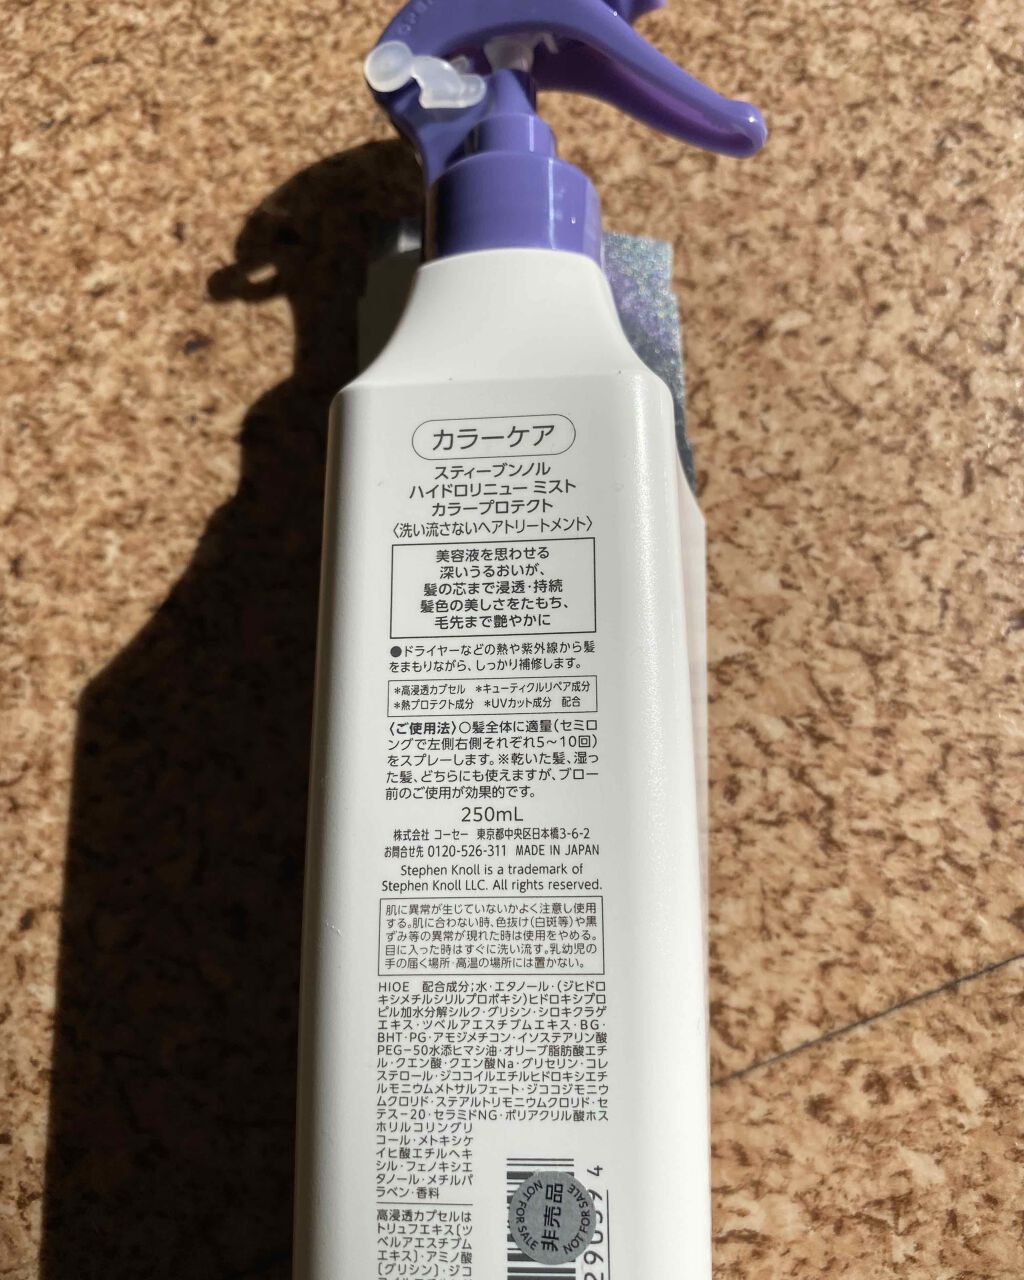 カラーケア
スティーブンノル
ハイドロリニュー ミスト
カラープロテクト
〈洗い流さないヘアトリートメント〉
美容液を思わせる
深いうるおいが、
髪の芯まで浸透・持続
髪色の美しさをたもち、
毛先まで艶やかに
●ドライヤーなどの熱や紫外線から髪
をまもりながら、しっかり補修します。
*高浸透カプセル *キューティクルリペア成分
*熱プロテクト成分 *UVカット成分 配合
〈ご使用法〉○髪全体に適量(セミロ
ングで左側右側それぞれ5〜10回)
をスプレーします。※乾いた髪、湿っ
た髪、どちらにも使えますが、ブロー
前のご使用が効果的です。
250mL
株式会社 コーセー 東京都中央区日本橋3-6-2
お問合せ先 0120-526-311 MADE IN JAPAN
Stephen Knoll is a trademark of
Stephen Knoll LLC. All rights reserved.
肌に異常が生じていないかよく注意し使用
する。肌に合わない時、色抜け(白斑等)や黒
ずみ等の異常が現れた時は使用をやめる。
目に入った時はすぐに洗い流す。乳幼児の
手の届く場所・高温の場所には置かない。
HIOE 配合成分;水・エタノール・(ジヒドロ
キシメチルシリルプロポキシ)ヒドロキシプロ
ピル加水分解シルク・グリシン・シロキクラゲ
エキス・ツベルアエスチブムエキス・BG・
BHT・PG・アモジメチコン・イソステアリン酸
PEG-50水添ヒマシ油・オリーブ脂肪酸エチ
ル・クエン酸・クエン酸Na・グリセリン・コレ
ステロール・ジココイルエチルヒドロキシエチ
ルモニウムメトサルフェート・ジココジモニウ
ムクロリド・ステアルトリモニウムクロリド・セ
テス-20・セラミドNG・ポリアクリル酸ホス
ホリルコリングリ
コール・メトキシケ
イヒ酸エチルヘキ
シル・フェノキシエ
タノール・メチルパ
ラベン・香料
高浸透カプセルは
トリュフエキス[ツ
ベルアエスチブム
エキス]・アミノ酸
[グリシン]・ジコ
NOT FOR SALE
非売品
NOT FOR SALE